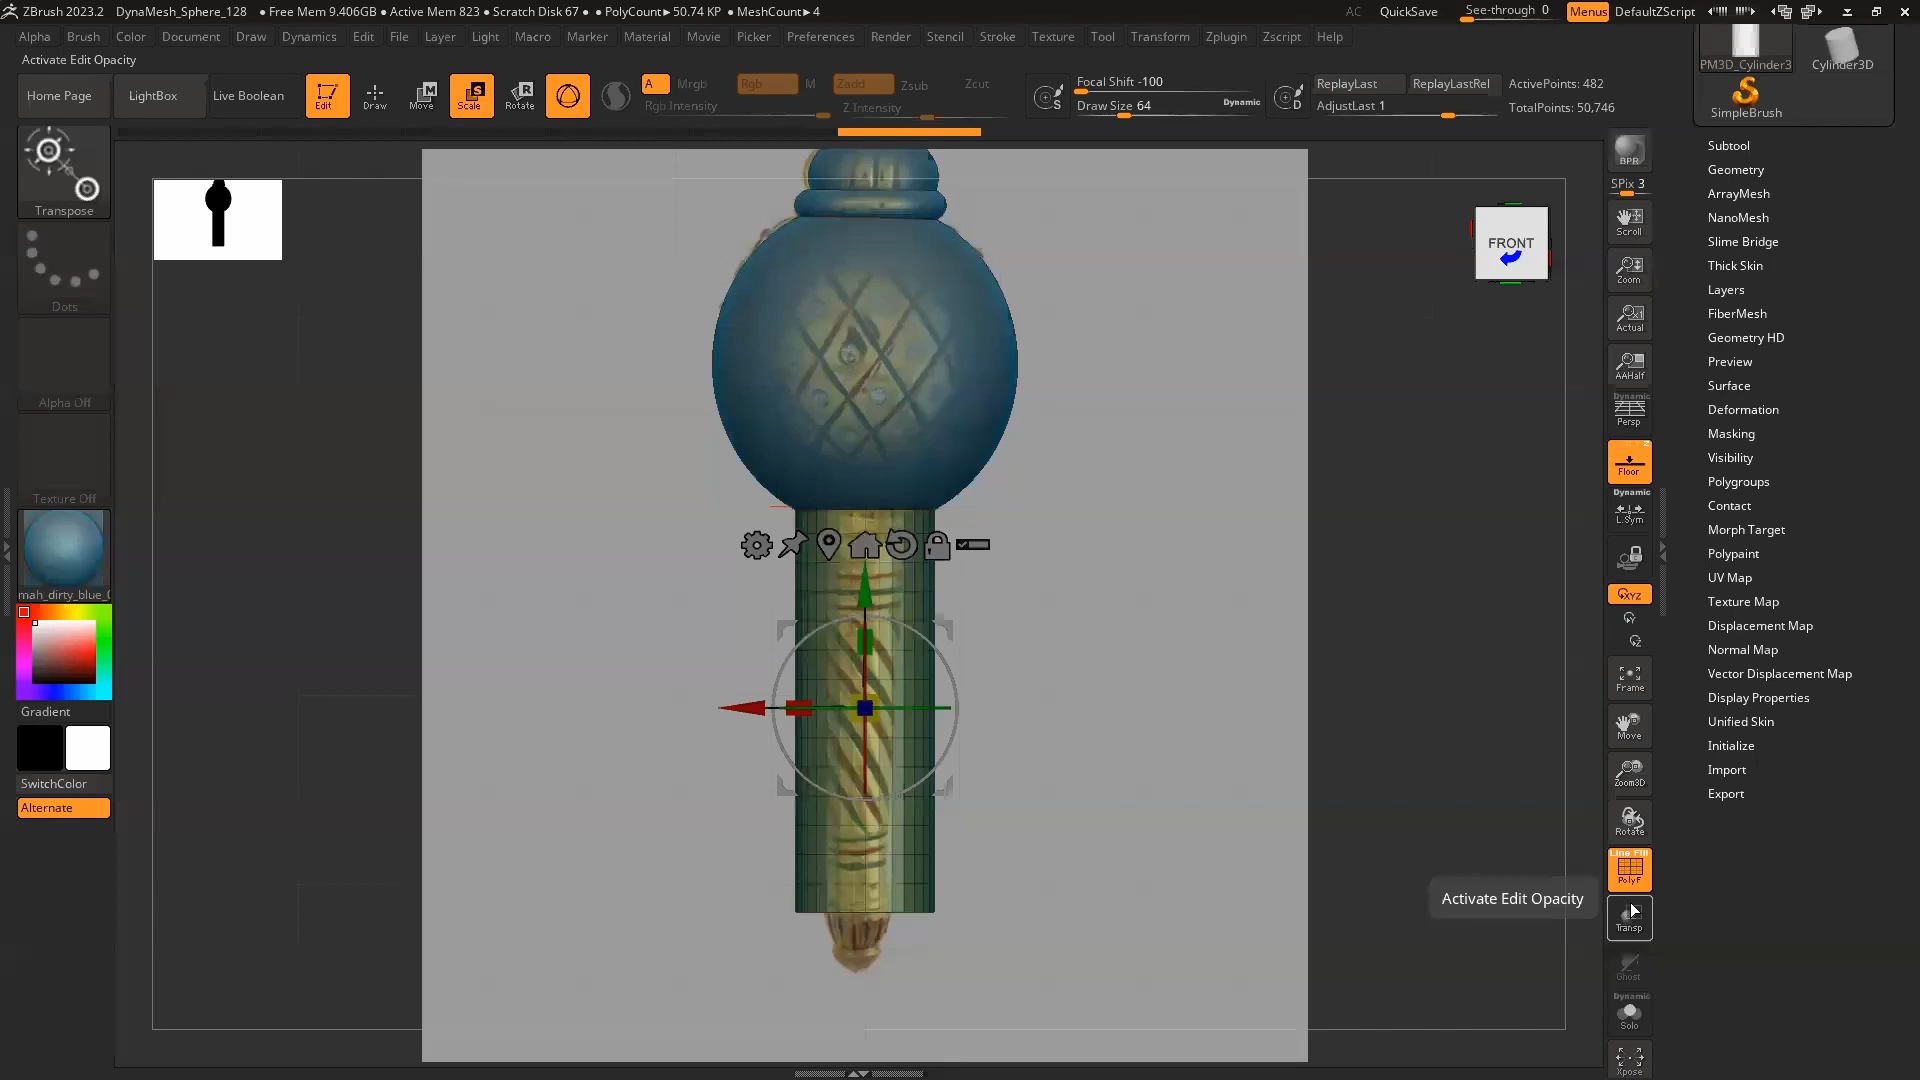 ZBrush 2023.2 DynaMesh_Sphere_128 ● Free Mem 9.406GB ● Active Mem 823 ● Scratch Disk 67 ● ● PolyCount►50.74 KP ● MeshCount►4 AC QuickSave See-through 0 Menus DefaultZScript
Alpha Brush Color Document Draw Dynamics Edit File Layer Light Macro Marker Material Movie Picker Preferences Render Stencil Stroke Texture Tool Transform Zplugin Zscript Help
Activate Edit Opacity
Home Page LightBox Live Boolean Edit Draw Move Scale Rotate
A Mrgb Rgb M Zadd Zsub Zcut
Rgb Intensity Z Intensity
Focal Shift -100
Draw Size 64 Dynamic
ReplayLast ReplayLastRel ActivePoints: 482
AdjustLast 1 TotalPoints: 50,746
PM3D_Cylinder3 Cylinder3D
SimpleBrush
Transpose
Dots
Alpha Off
Texture Off
mah_dirty_blue_0
Gradient
SwitchColor
Alternate
FRONT
Activate Edit Opacity
BPR
SPix 3
Scroll
Zoom
Actual
AAHalf
Dynamic
Persp
Floor
Dynamic
L.Sym
XYZ
Y
Z
Frame
Move
Zoom3D
Rotate
Line Fill
PolyF
Transp
Ghost
Dynamic
Solo
Xpose
Subtool
Geometry
ArrayMesh
NanoMesh
Slime Bridge
Thick Skin
Layers
FiberMesh
Geometry HD
Preview
Surface
Deformation
Masking
Visibility
Polygroups
Contact
Morph Target
Polypaint
UV Map
Texture Map
Displacement Map
Normal Map
Vector Displacement Map
Display Properties
Unified Skin
Initialize
Import
Export